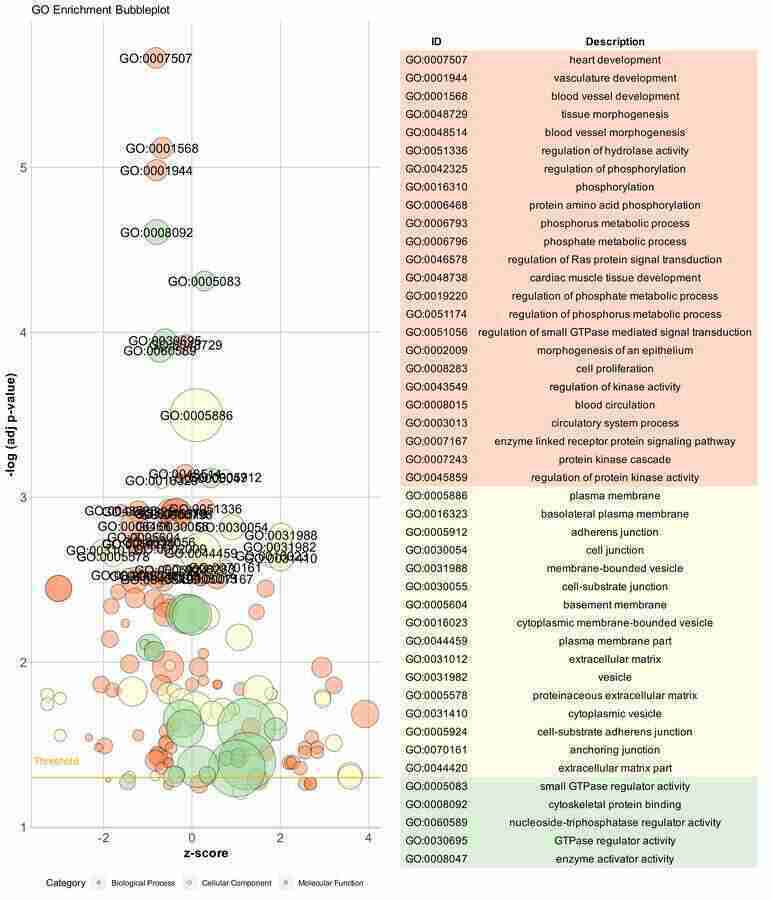 GO Enrichment Bubbleplot
GO:0007507
GO:0001568
GO:0001944
GO:0008092
GO:0005083
GO:0030695
GO:0060589
GO:0005886
GO:0051336
GO:0030054
GO:0031988
GO:0005604
GO:0031982
GO:0044459
GO:0005578
5
4
3
2
1
-log (adj p-value)
Threshold
-2
0
2
4
z-score
Category
Biological Process
Cellular Component
Molecular Function
ID Description
GO:0007507 heart development
GO:0001944 vasculature development
GO:0001568 blood vessel development
GO:0048729 tissue morphogenesis
GO:0048514 blood vessel morphogenesis
GO:0051336 regulation of hydrolase activity
GO:0042325 regulation of phosphorylation
GO:0016310 phosphorylation
GO:0006468 protein amino acid phosphorylation
GO:0006793 phosphorus metabolic process
GO:0006796 phosphate metabolic process
GO:0046578 regulation of Ras protein signal transduction
GO:0048738 cardiac muscle tissue development
GO:0019220 regulation of phosphate metabolic process
GO:0051174 regulation of phosphorus metabolic process
GO:0051056 regulation of small GTPase mediated signal transduction
GO:0002009 morphogenesis of an epithelium
GO:0008283 cell proliferation
GO:0043549 regulation of kinase activity
GO:0008015 blood circulation
GO:0003013 circulatory system process
GO:0007167 enzyme linked receptor protein signaling pathway
GO:0007243 protein kinase cascade
GO:0045859 regulation of protein kinase activity
GO:0005886 plasma membrane
GO:0016323 basolateral plasma membrane
GO:0005912 adherens junction
GO:0030054 cell junction
GO:0031988 membrane-bounded vesicle
GO:0030055 cell-substrate junction
GO:0005604 basement membrane
GO:0016023 cytoplasmic membrane-bounded vesicle
GO:0044459 plasma membrane part
GO:0031012 extracellular matrix
GO:0031982 vesicle
GO:0005578 proteinaceous extracellular matrix
GO:0031410 cytoplasmic vesicle
GO:0005924 cell-substrate adherens junction
GO:0070161 anchoring junction
GO:0044420 extracellular matrix part
GO:0005083 small GTPase regulator activity
GO:0008092 cytoskeletal protein binding
GO:0060589 nucleoside-triphosphatase regulator activity
GO:0030695 GTPase regulator activity
GO:0008047 enzyme activator activity